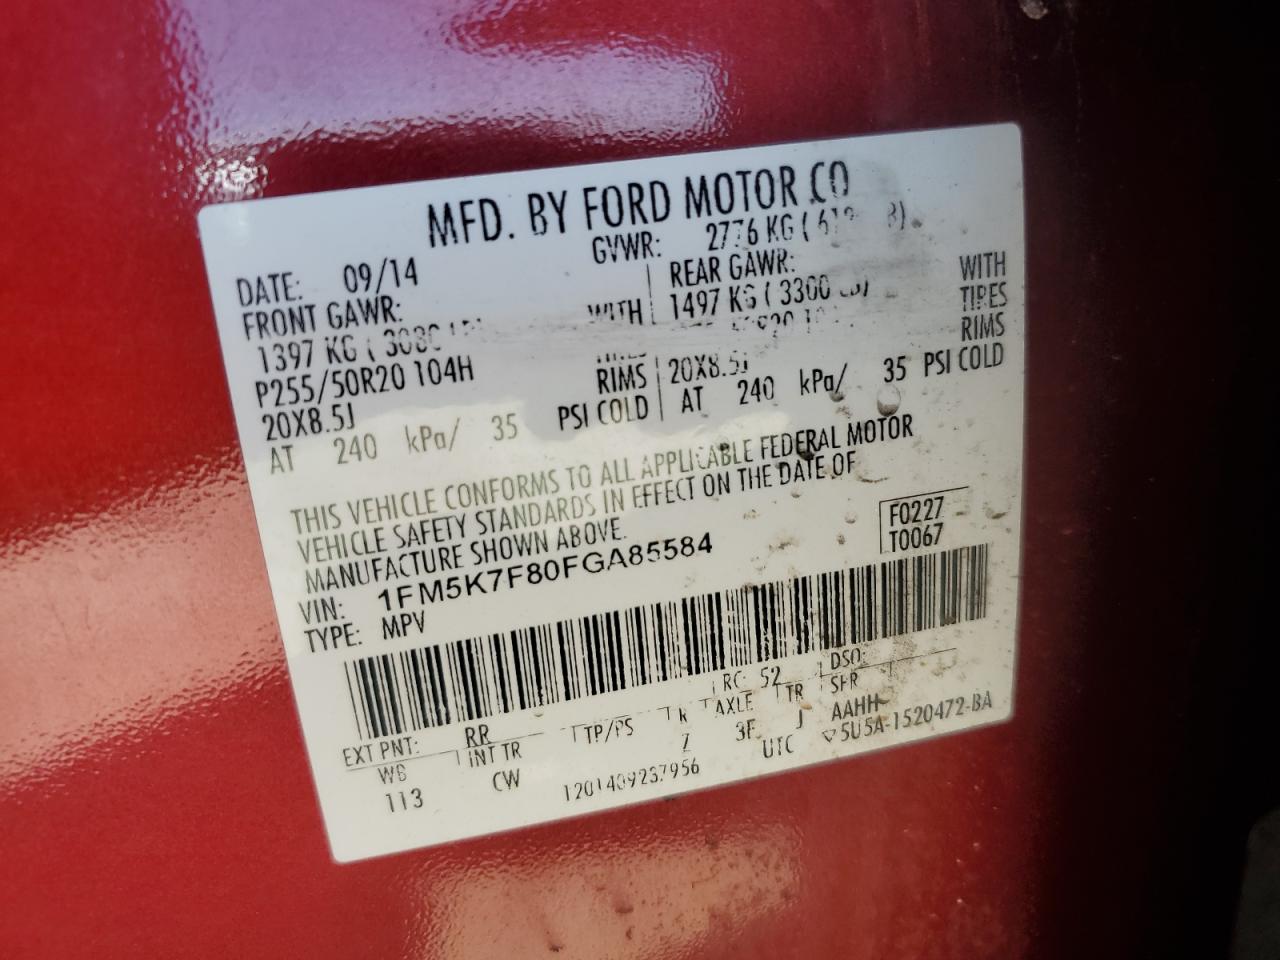 MFD. BY FORD MOTOR CO
DATE: 09/14 GVWR: 2776 KG
FRONT GAWR: REAR GAWR:
1397 KG WITH 1497 KG ( 3300 WITH
P255/50R20 104H TIRES
20X8.5J RIMS 20X8.5J RIMS
AT 240 kPa/ 35 PSI COLD AT 240 kPa/ 35 PSI COLD
THIS VEHICLE CONFORMS TO ALL APPLICABLE FEDERAL MOTOR
VEHICLE SAFETY STANDARDS IN EFFECT ON THE DATE OF
MANUFACTURE SHOWN ABOVE.
VIN: 1FM5K7F80FGA85584 F0227
TYPE: MPV T0067
EXT PNT: RR RC: 52 DSO:
WB INT TR TP/PS R AXLE TR SPR
113 CW Z 3F J AAHH
UTC 5U5A-1520472-BA